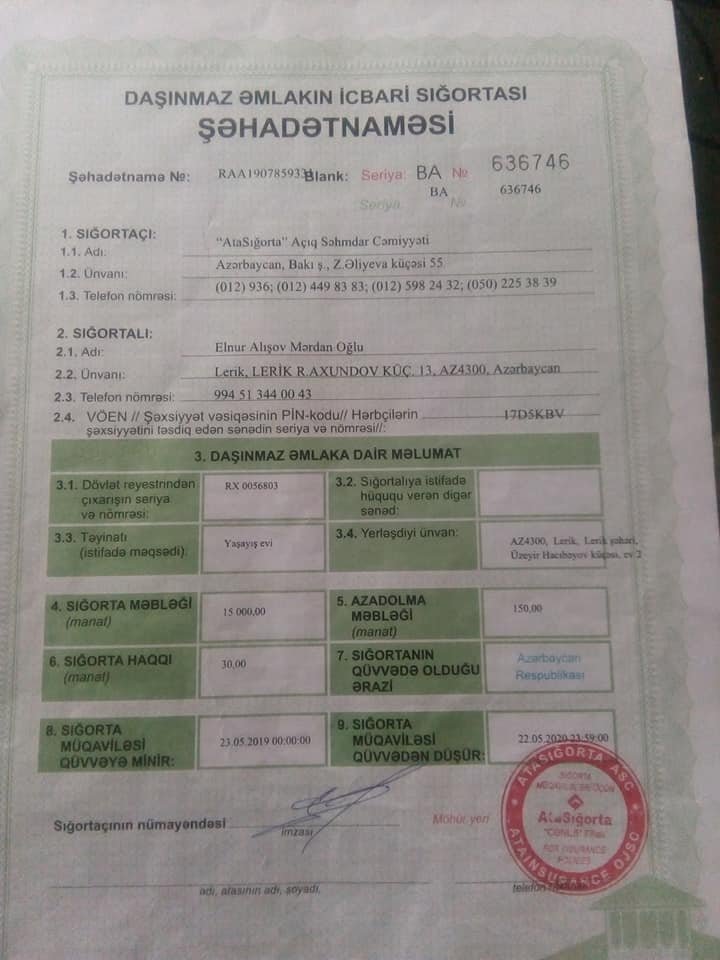 DAŞINMAZ ƏMLAKIN İCBARİ SIĞORTASI
ŞƏHADƏTNAMƏSİ
Şəhadətnamə №: RAA190785933 Blank: Seriya: BA № 636746
BA 636746
Seriya №
1. SIĞORTAÇI:
1.1. Adı: "AtaSığorta" Açıq Səhmdar Cəmiyyəti
1.2. Ünvanı: Azərbaycan, Bakı ş., Z.Əliyeva küçəsi 55
1.3. Telefon nömrəsi: (012) 936; (012) 449 83 83; (012) 598 24 32; (050) 225 38 39
2. SIĞORTALI:
2.1. Adı: Elnur Alışov Mərdan Oğlu
2.2. Ünvanı: Lerik, LERİK R.AXUNDOV KÜÇ. 13, AZ4300, Azərbaycan
2.3. Telefon nömrəsi: 994 51 344 00 43
2.4. VÖEN // Şəxsiyyət vəsiqəsinin PİN-kodu// Hərbçilərin 17D5KBV
şəxsiyyətini təsdiq edən sənədin seriya və nömrəsi//:
3. DAŞINMAZ ƏMLAKA DAİR MƏLUMAT
3.1. Dövlət reyestrindən
çıxarışın seriya
və nömrəsi:
RX 0056803
3.2. Sığortalıya istifadə
hüququ verən digər
sənəd:
3.3. Təyinatı
(istifadə məqsədi):
Yaşayış evi
3.4. Yerləşdiyi ünvan:
AZ4300, Lerik, Lerik şəhəri,
Üzeyir Hacıbəyov küçəsi, ev 2
4. SIĞORTA MƏBLƏĞİ
(manat)
15 000,00
5. AZADOLMA
MƏBLƏĞİ
(manat)
150,00
6. SIĞORTA HAQQI
(manat)
30,00
7. SIĞORTANIN
QÜVVƏDƏ OLDUĞU
ƏRAZİ
Azərbaycan
Respublikası
8. SIĞORTA
MÜQAVİLƏSİ
QÜVVƏYƏ MİNİR:
23.05.2019 00:00:00
9. SIĞORTA
MÜQAVİLƏSİ
QÜVVƏDƏN DÜŞÜR:
22.05.2020 23:59:00
Sığortaçının nümayəndəsi
imzası
Möhür yeri
ATASIĞORTA ASC
SIĞORTA
AtaSığorta
FOR INSURANCE
POLICIES
ATAINSURANCE OJSC
adı, atasının adı, soyadı,
telefon